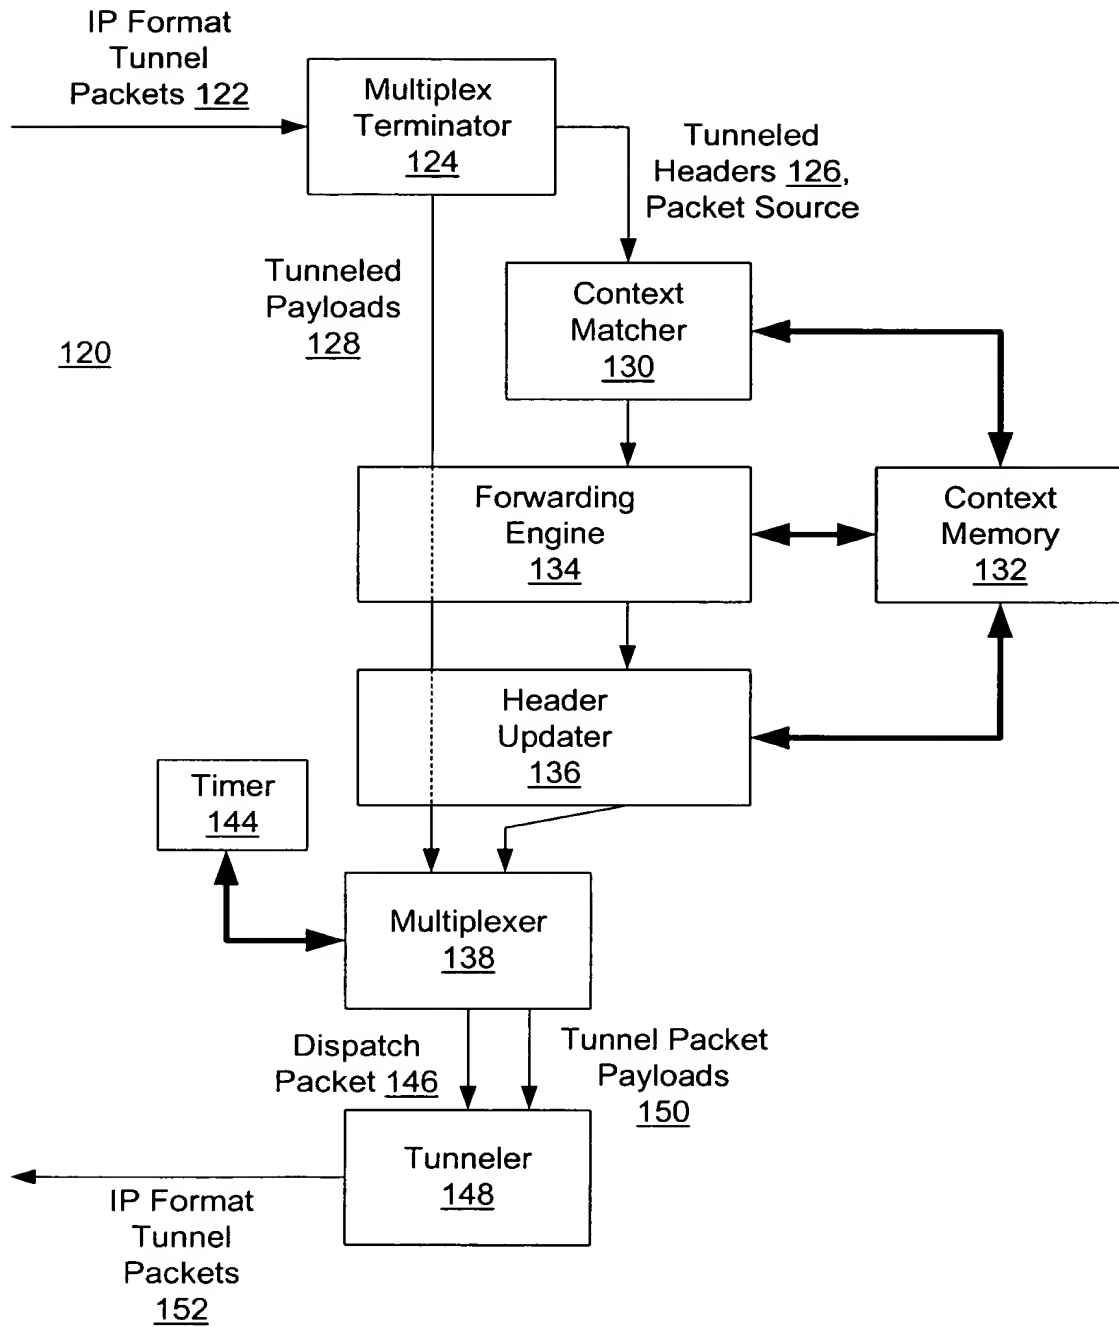 IP Format
Tunnel
Packets 122
Multiplex
Terminator
124
Tunneled
Headers 126,
Packet Source
Tunneled
Payloads
128
Context
Matcher
130
120
Forwarding
Engine
134
Context
Memory
132
Header
Updater
136
Timer
144
Multiplexer
138
Dispatch
Packet 146
Tunnel Packet
Payloads
150
Tunneler
148
IP Format
Tunnel
Packets
152